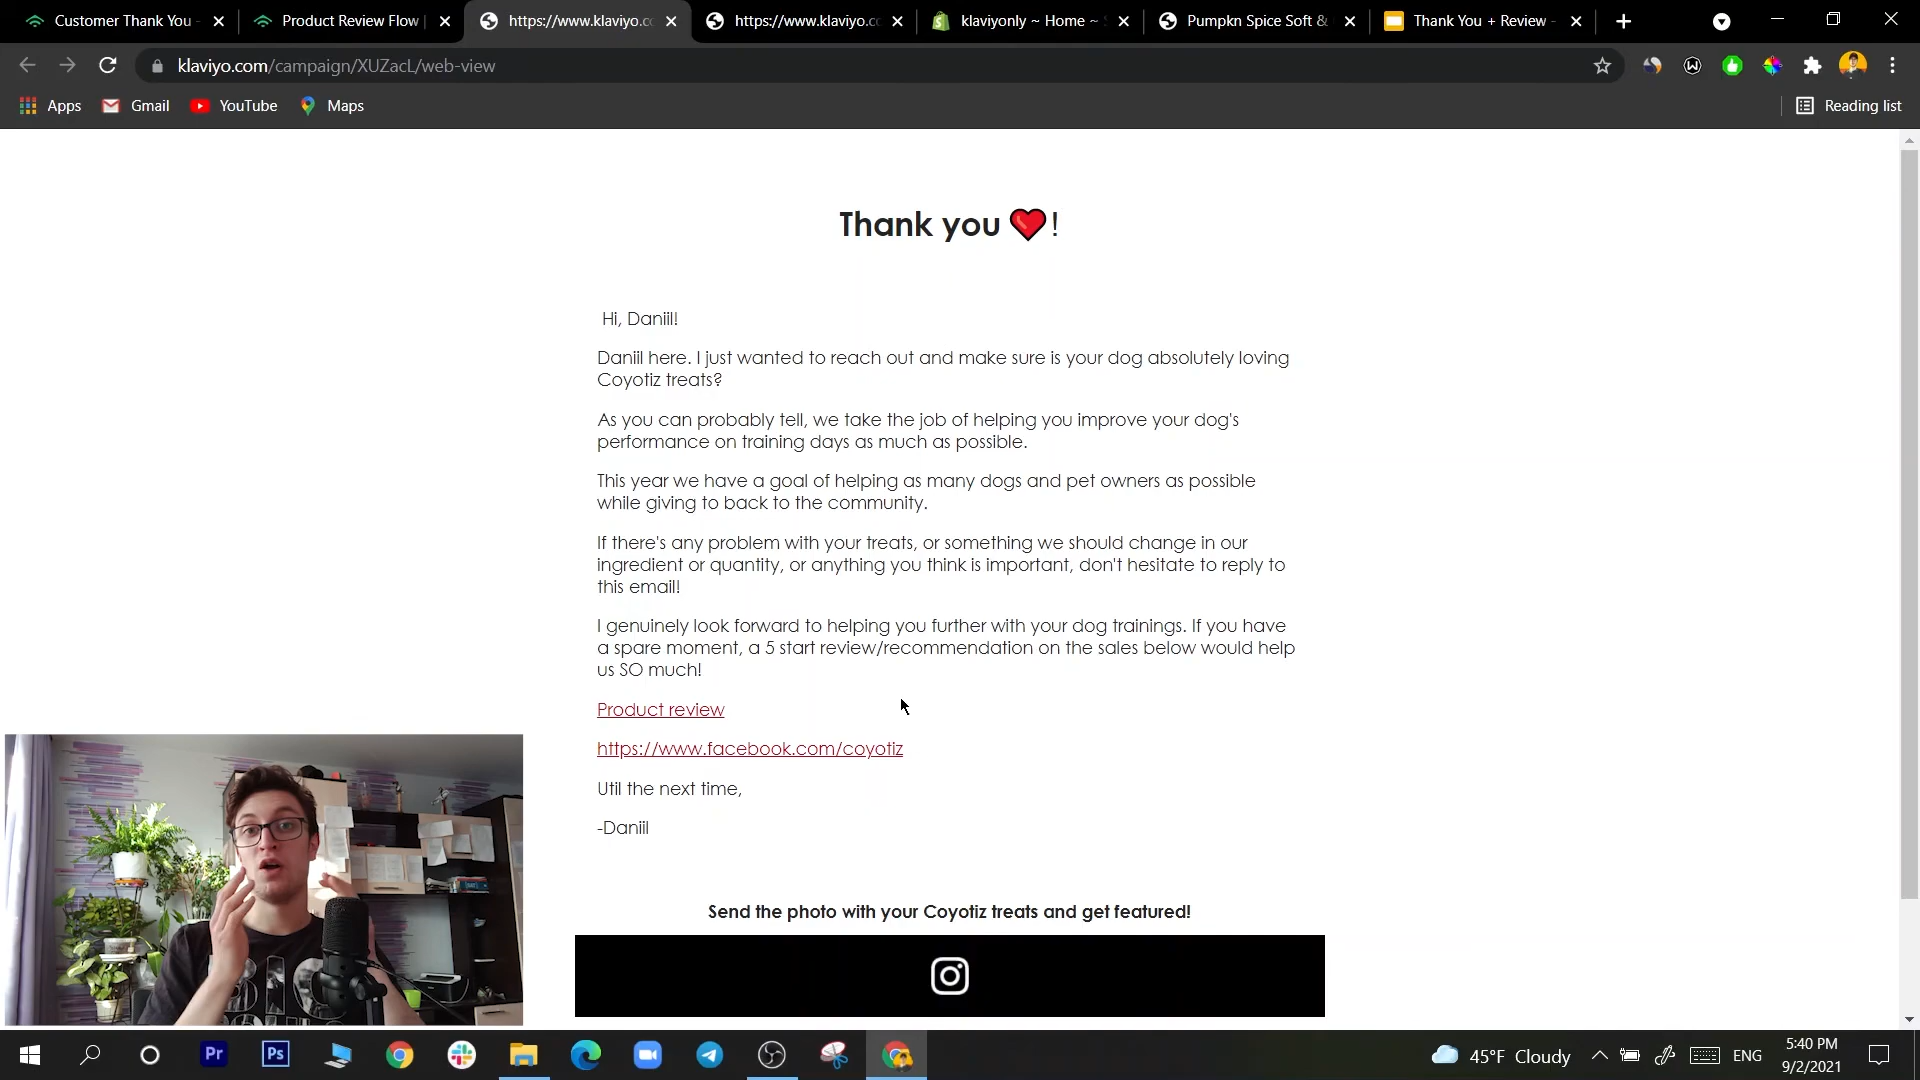 Customer Thank You -
Product Review Flow |
https://www.klaviyo.co
https://www.klaviyo.co
klaviyonly ~ Home ~
Pumpkn Spice Soft &
Thank You + Review -
klaviyo.com/campaign/XUZacL/web-view
Apps
Gmail
YouTube
Maps
Reading list
Thank you ❤️!
Hi, Daniil!
Daniil here. I just wanted to reach out and make sure is your dog absolutely loving
Coyotiz treats?
As you can probably tell, we take the job of helping you improve your dog's
performance on training days as much as possible.
This year we have a goal of helping as many dogs and pet owners as possible
while giving to back to the community.
If there's any problem with your treats, or something we should change in our
ingredient or quantity, or anything you think is important, don't hesitate to reply to
this email!
I genuinely look forward to helping you further with your dog trainings. If you have
a spare moment, a 5 start review/recommendation on the sales below would help
us SO much!
Product review
https://www.facebook.com/coyotiz
Util the next time,
-Daniil
Send the photo with your Coyotiz treats and get featured!
Pr
Ps
45°F Cloudy
ENG
5:40 PM
9/2/2021